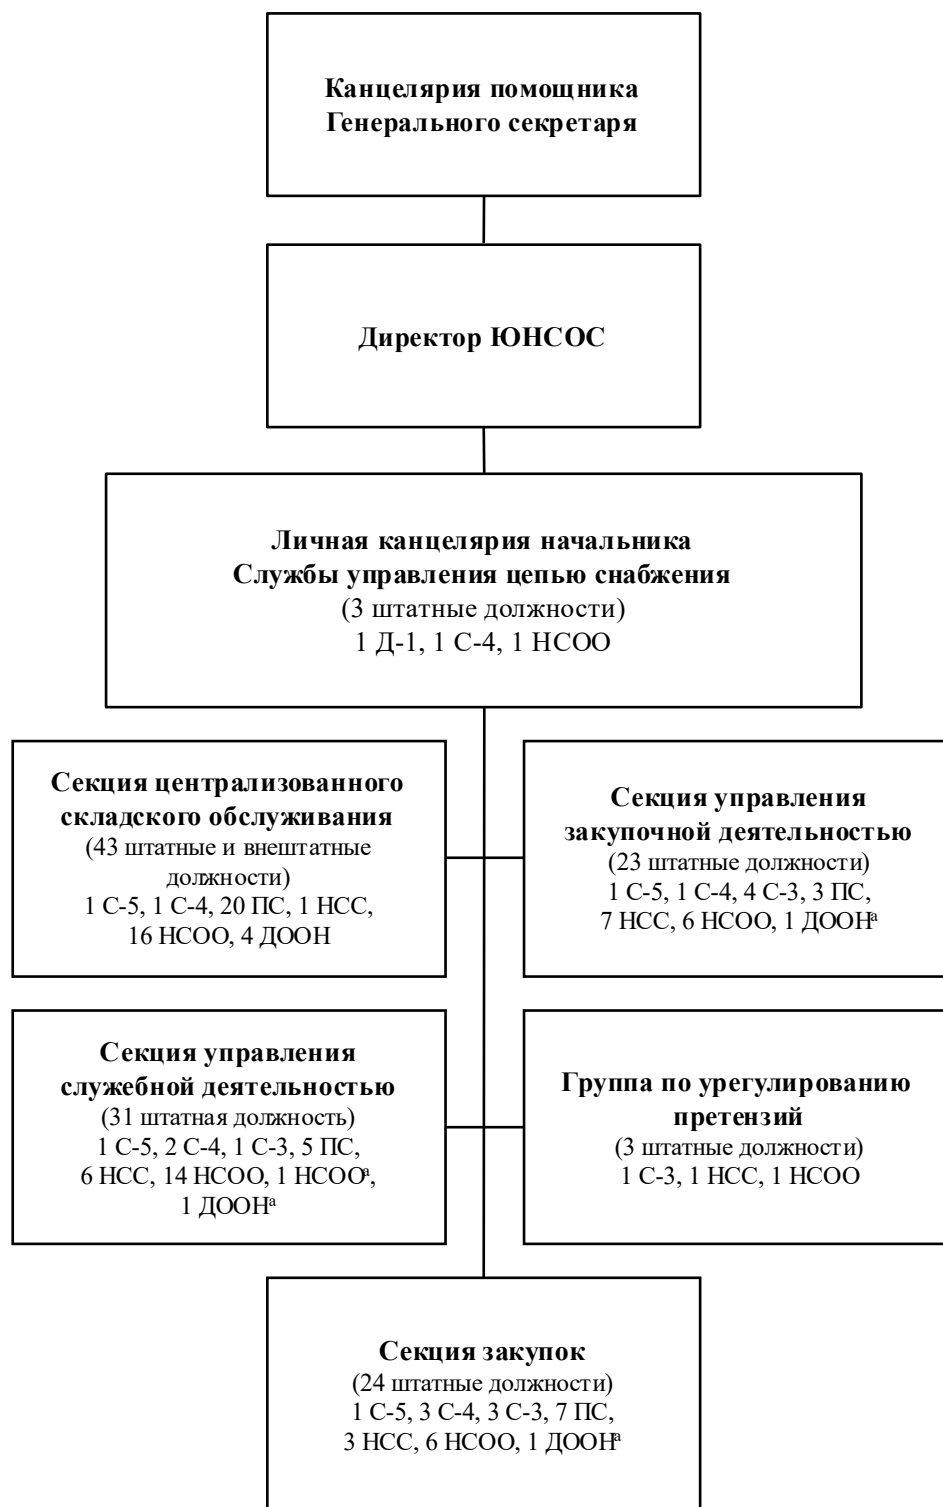 Канцелярия помощника
Генерального секретаря
Директор ЮНСОС
Личная канцелярия начальника
Службы управления цепью снабжения
(3 штатные должности)
1 Д-1, 1 С-4, 1 НСОО
Секция централизованного
складского обслуживания
(43 штатные и внештатные
должности)
1 С-5, 1 С-4, 20 ПС, 1 НСС,
16 НСОО, 4 ДООН
Секция управления
закупочной деятельностью
(23 штатные должности)
1 С-5, 1 С-4, 4 С-3, 3 ПС,
7 НСС, 6 НСОО, 1 ДООНᵃ
Секция управления
служебной деятельностью
(31 штатная должность)
1 С-5, 2 С-4, 1 С-3, 5 ПС,
6 НСС, 14 НСОО, 1 НСООᵃ,
1 ДООНᵃ
Группа по урегулированию
претензий
(3 штатные должности)
1 С-3, 1 НСС, 1 НСОО
Секция закупок
(24 штатные должности)
1 С-5, 3 С-4, 3 С-3, 7 ПС,
3 НСС, 6 НСОО, 1 ДООНᵃ